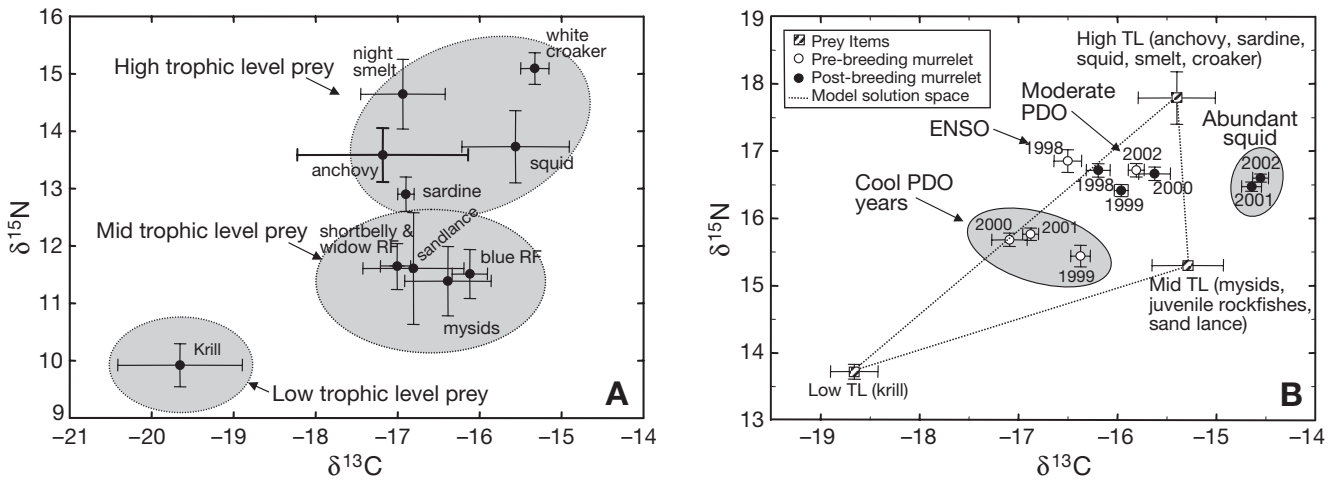 16
15
14
13
12
11
10
9
δ15N
−21
−20
−19
−18
−17
−16
−15
−14
δ13C
white
croaker
night
smelt
High trophic level prey
squid
anchovy
sardine
Mid trophic level prey
shortbelly &
widow RF
sandlance
blue RF
mysids
Krill
Low trophic level prey
A
19
18
17
16
15
14
13
δ15N
−19
−18
−17
−16
−15
−14
δ13C
Prey Items
Pre-breeding murrelet
Post-breeding murrelet
Model solution space
High TL (anchovy, sardine,
squid, smelt, croaker)
Moderate
PDO
ENSO
Abundant
squid
1998
2002
2002
1998
2000
1999
2001
Cool PDO
years
2000
2001
1999
Mid TL (mysids,
juvenile rockfishes,
sand lance)
Low TL (krill)
B